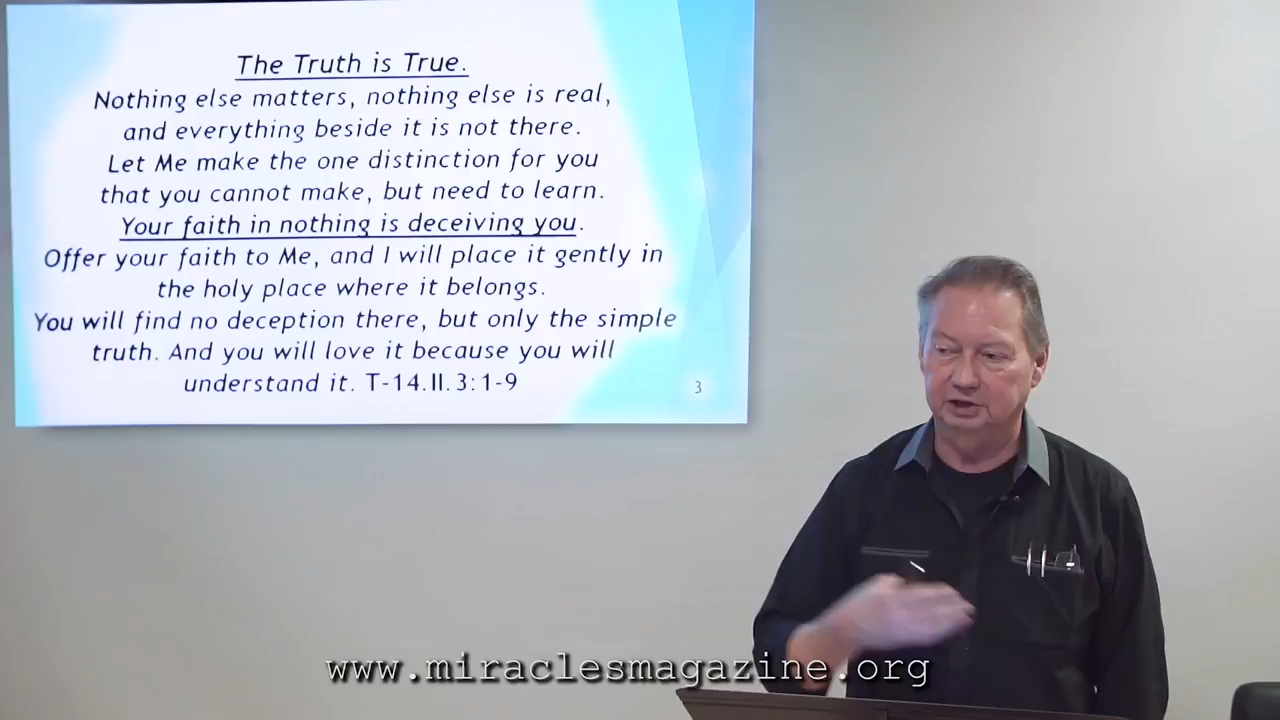 The Truth is True.
Nothing else matters, nothing else is real,
and everything beside it is not there.
Let Me make the one distinction for you
that you cannot make, but need to learn.
Your faith in nothing is deceiving you.
Offer your faith to Me, and I will place it gently in
the holy place where it belongs.
You will find no deception there, but only the simple
truth. And you will love it because you will
understand it. T-14.II.3:1-9
3
www.miraclesmagazine.org